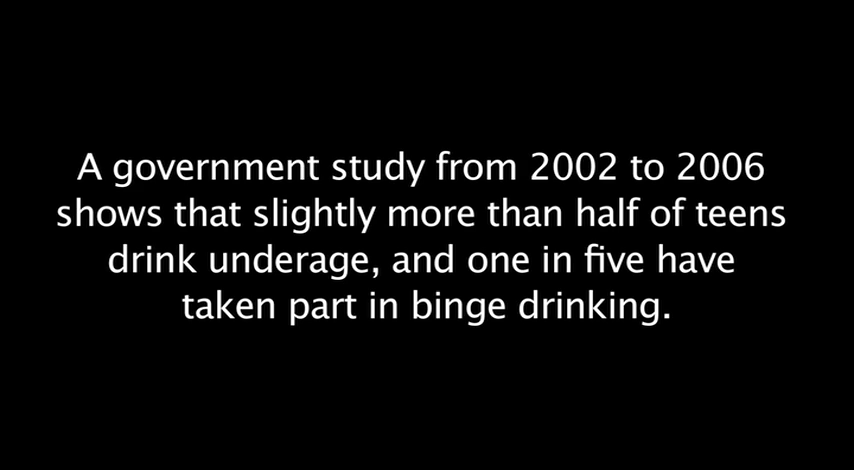 A government study from 2002 to 2006
shows that slightly more than half of teens
drink underage, and one in five have
taken part in binge drinking.